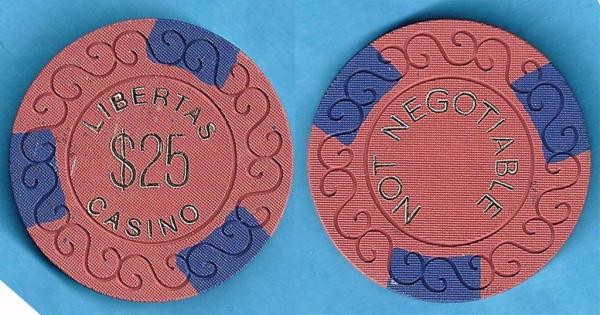 LIBERTAS
$25
CASINO
NOT NEGOTIABLE